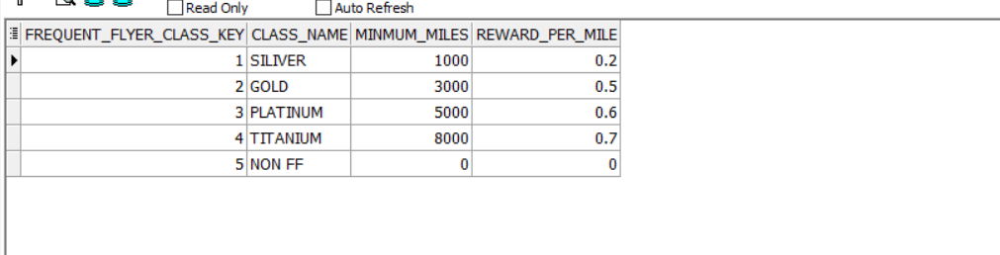 Read Only Auto Refresh
FREQUENT_FLYER_CLASS_KEY CLASS_NAME MINMUM_MILES REWARD_PER_MILE
1 SILIVER 1000 0.2
2 GOLD 3000 0.5
3 PLATINUM 5000 0.6
4 TITANIUM 8000 0.7
5 NON FF 0 0